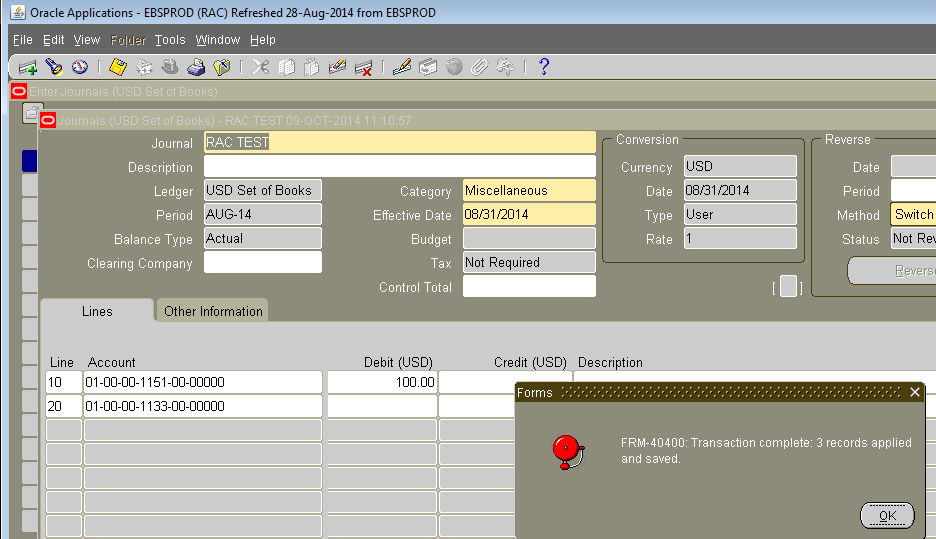 Oracle Applications - EBSPROD (RAC) Refreshed 28-Aug-2014 from EBSPROD
File Edit View Folder Tools Window Help
Enter Journals (USD Set of Books)
Journals (USD Set of Books) - RAC TEST 09-OCT-2014 11:10:57
Journal RAC TEST
Description
Ledger USD Set of Books
Period AUG-14
Balance Type Actual
Clearing Company
Category Miscellaneous
Effective Date 08/31/2014
Budget
Tax Not Required
Control Total
Conversion
Currency USD
Date 08/31/2014
Type User
Rate 1
[ ]
Reverse
Date
Period
Method Switch
Status Not Rev
Revers
Lines Other Information
Line Account Debit (USD) Credit (USD) Description
10 01-00-00-1151-00-00000 100.00
20 01-00-00-1133-00-00000
Forms
FRM-40400: Transaction complete: 3 records applied
and saved.
OK